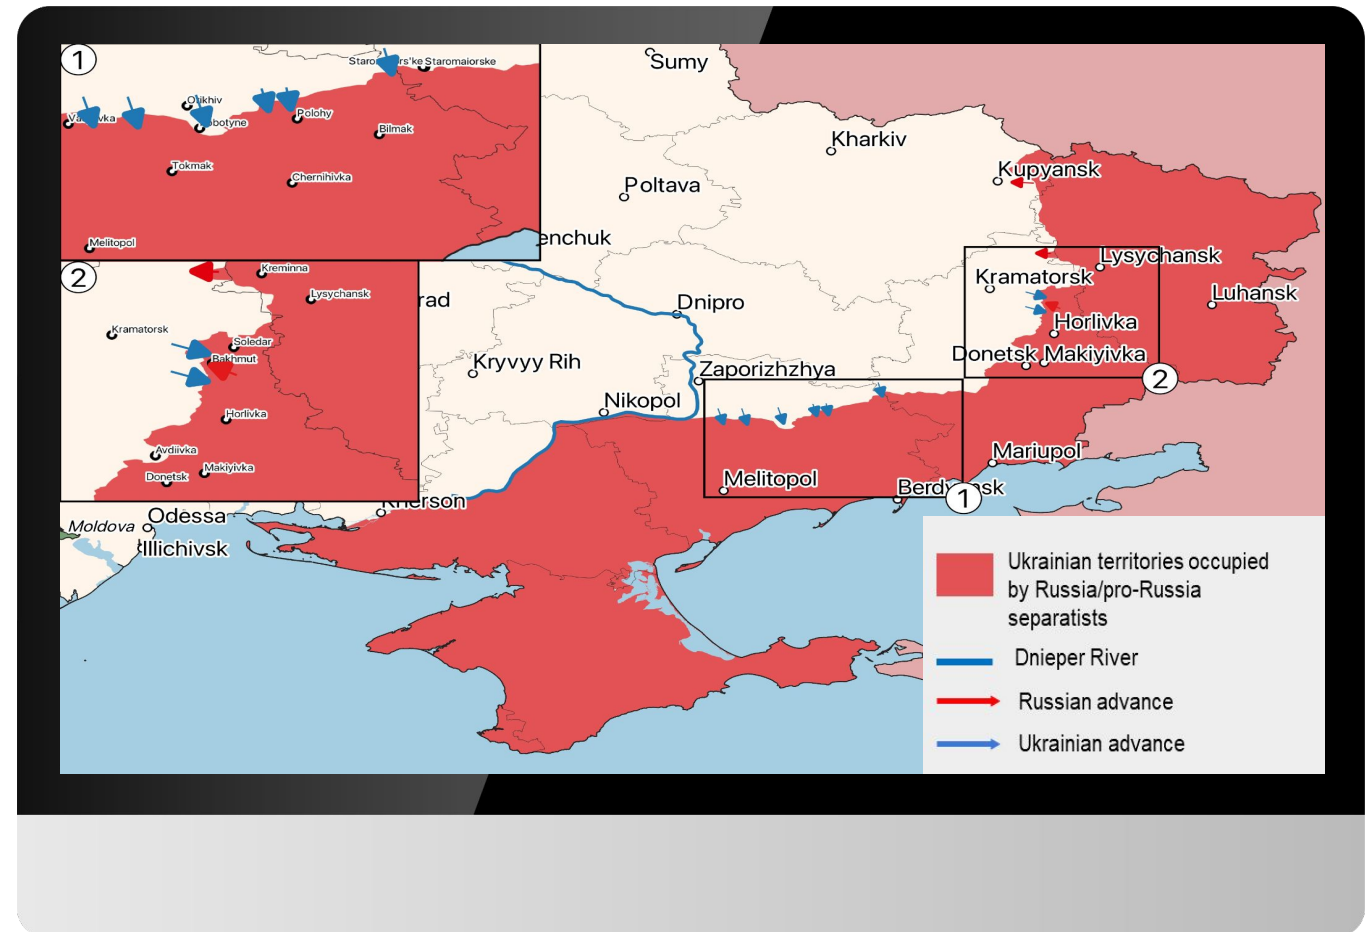 1
Orikhiv
Polohy
Staromaiorske
Bilmak
Tokmak
Chernihivka
Melitopol
2
Kreminna
Lysychansk
Kramatorsk
Soledar
Bakhmut
Horlivka
Avdiivka
Makiyivka
Donetsk
Sumy
Kharkiv
Poltava
Kupyansk
enchuk
rad
Dnipro
Kramatorsk
Lysychansk
Luhansk
Kryvyy Rih
Horlivka
Zaporizhzhya
Donetsk
Makiyivka
2
Nikopol
Melitopol
Mariupol
1
Kherson
Moldova
Odessa
Illichivsk
Ukrainian territories occupied
by Russia/pro-Russia
separatists
Dnieper River
Russian advance
Ukrainian advance